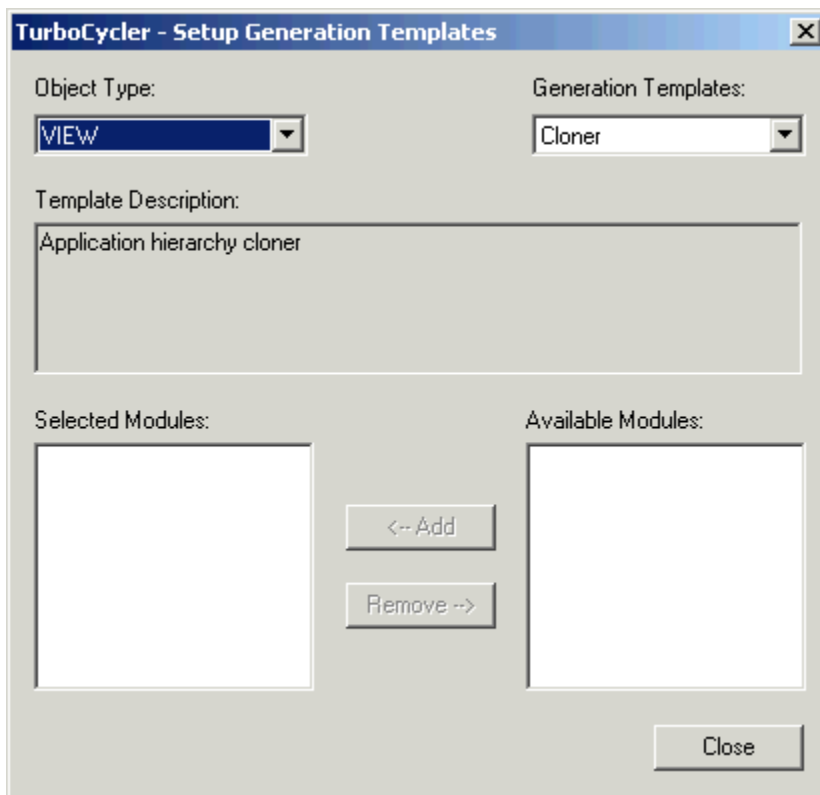 TurboCycler - Setup Generation Templates
Object Type:
Generation Templates:
VIEW
Cloner
Template Description:
Application hierarchy cloner
Selected Modules:
Available Modules:
<-- Add
Remove -->
Close